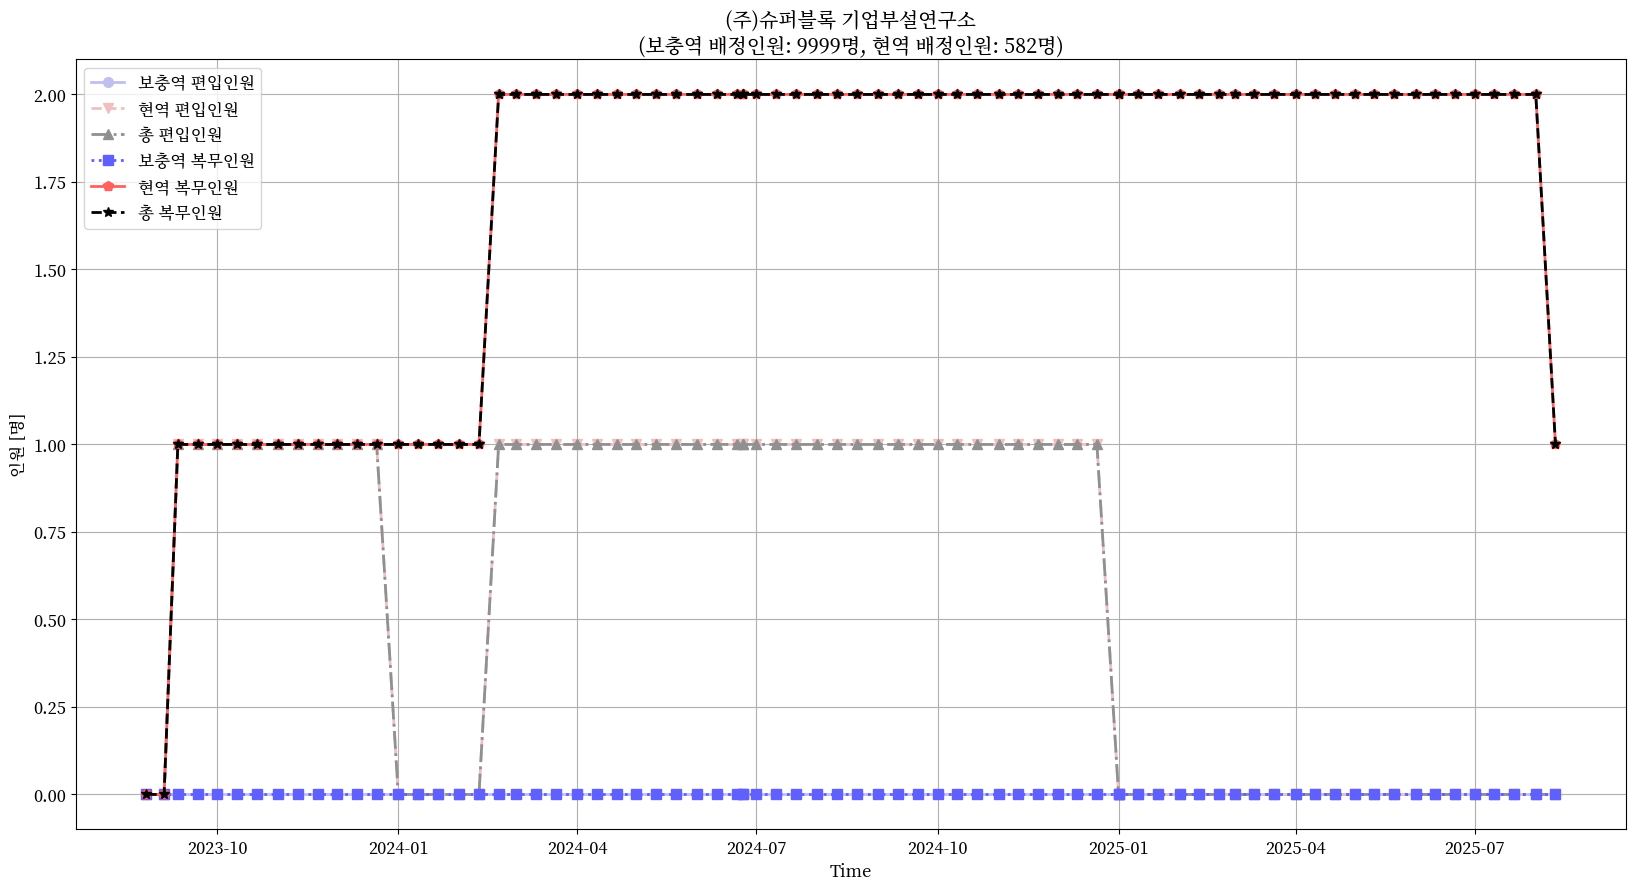 (주)슈퍼블록 기업부설연구소
(보충역 배정인원: 9999명, 현역 배정인원: 582명)
보충역 편입인원
현역 편입인원
총 편입인원
보충역 복무인원
현역 복무인원
총 복무인원
2.00
1.75
1.50
1.25
1.00
0.75
0.50
0.25
0.00
인원 [명]
2023-10
2024-01
2024-04
2024-07
2024-10
2025-01
2025-04
2025-07
Time